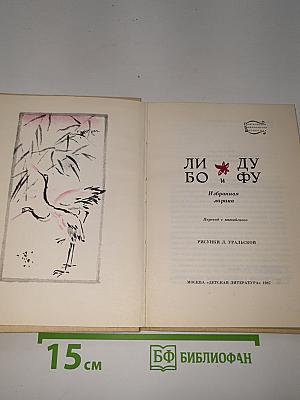 ЛИ ДУ
БО и ФУ
Избранная
лирика
Перевод с китайского
РИСУНКИ Л. УРАЛЬСКОЙ
МОСКВА «ДЕТСКАЯ ЛИТЕРАТУРА» 1987
15 см
БФ БИБЛИОФАН